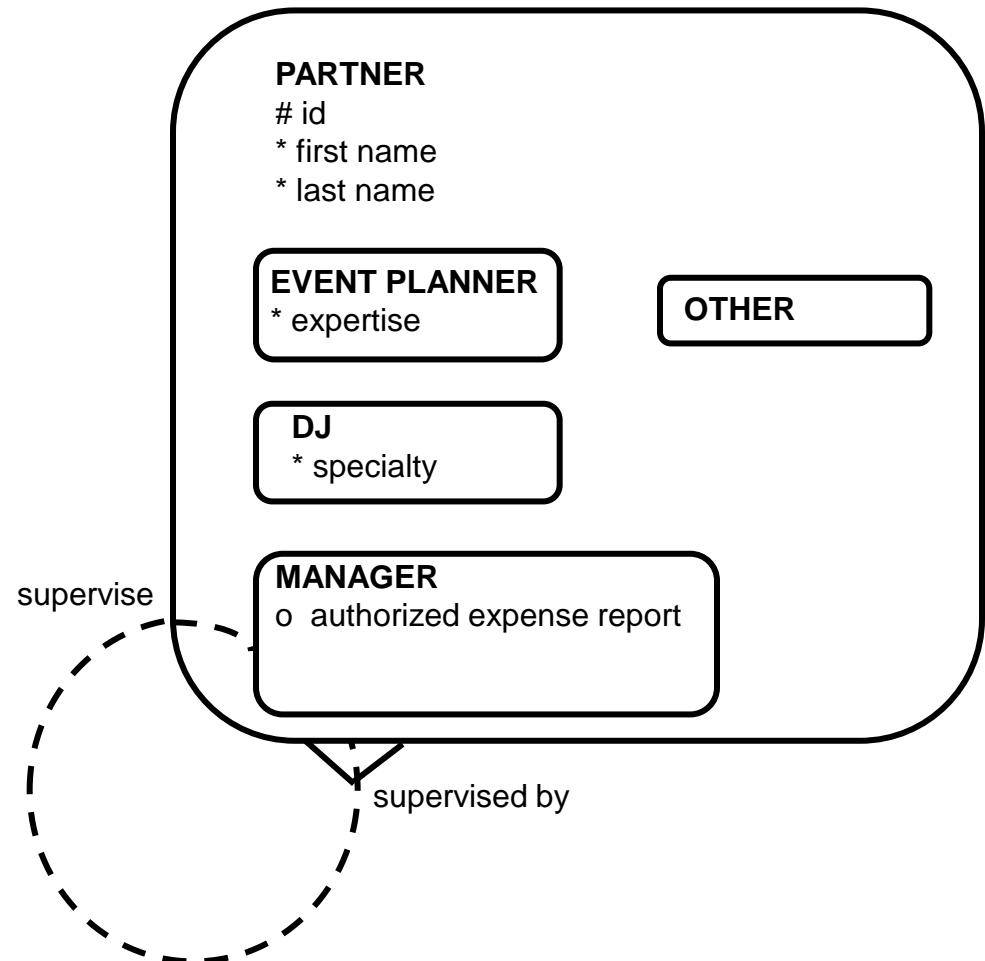 PARTNER
# id
* first name
* last name
EVENT PLANNER
* expertise
OTHER
DJ
* specialty
MANAGER
o authorized expense report
supervise
supervised by